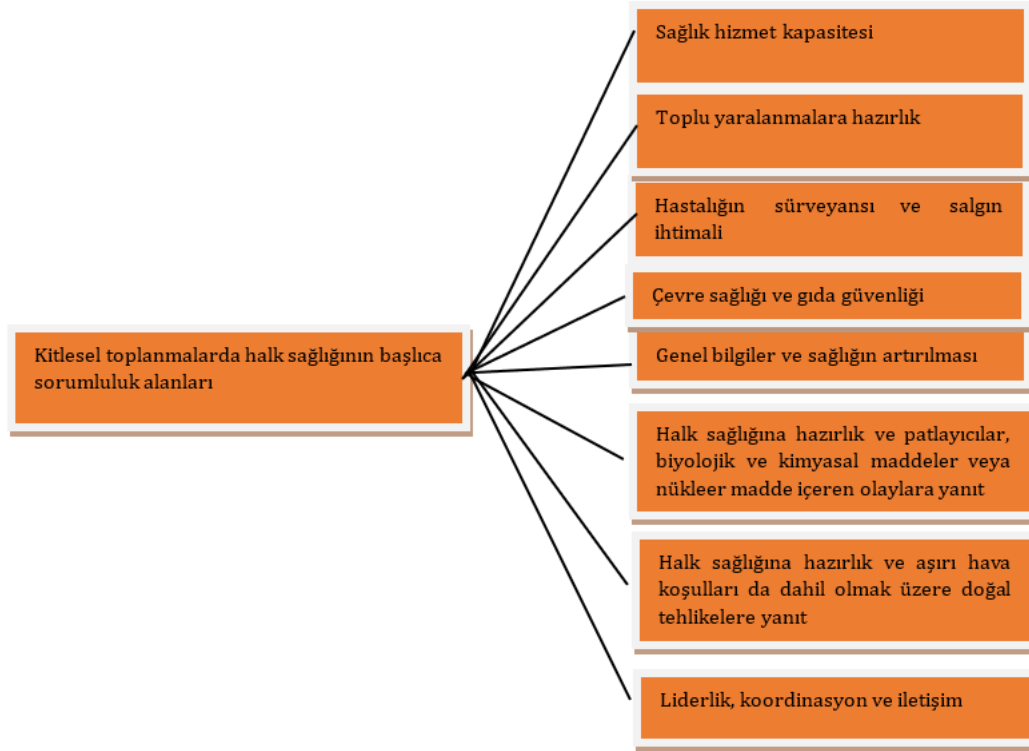 Sağlık hizmet kapasitesi
Toplu yaralanmalara hazırlık
Hastalığın sürveyansı ve salgın
ihtimali
Çevre sağlığı ve gıda güvenliği
Kitlesel toplanmalarda halk sağlığının başlıca
sorumluluk alanları
Genel bilgiler ve sağlığın artırılması
Halk sağlığına hazırlık ve patlayıcılar,
biyolojik ve kimyasal maddeler veya
nükleer madde içeren olaylara yanıt
Halk sağlığına hazırlık ve aşırı hava
koşulları da dahil olmak üzere doğal
tehlikelere yanıt
Liderlik, koordinasyon ve iletişim